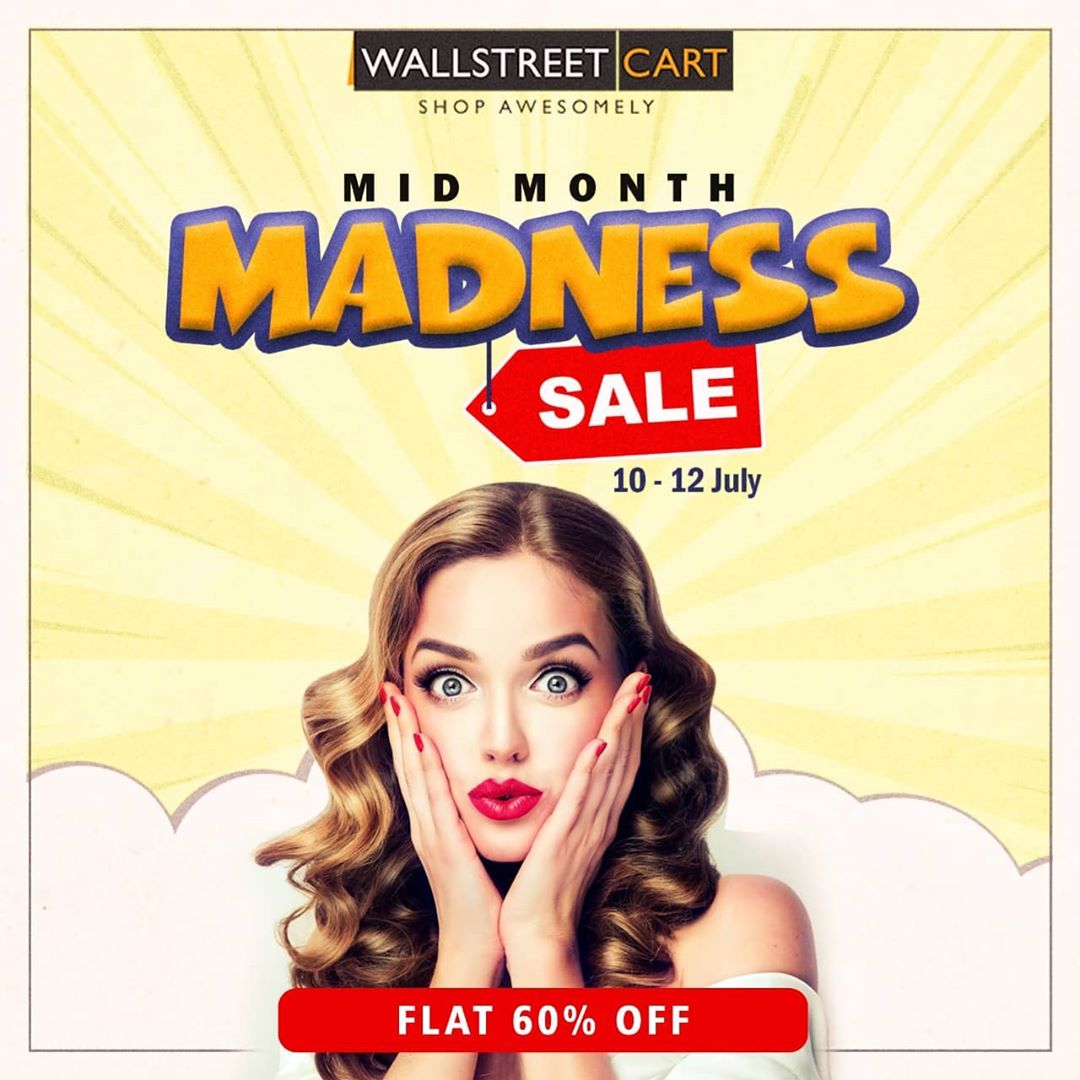 WALLSTREET CART
SHOP AWESOMELY
MID MONTH
MADNESS
SALE
10 - 12 July
FLAT 60% OFF